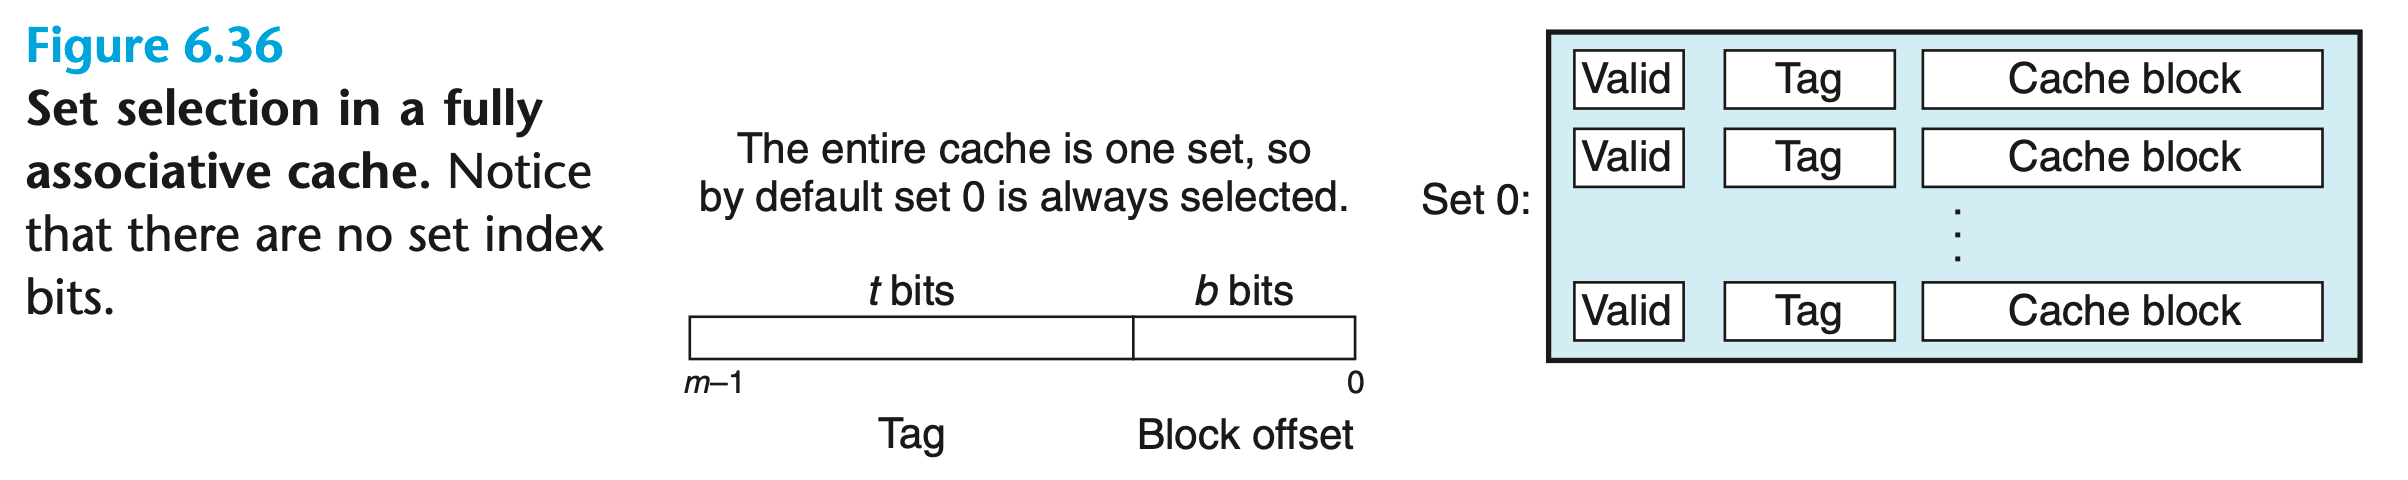 Figure 6.36
Set selection in a fully
associative cache. Notice
that there are no set index
bits.
The entire cache is one set, so
by default set 0 is always selected.
t bits b bits
m–1 0
Tag Block offset
Set 0:
Valid Tag Cache block
Valid Tag Cache block
Valid Tag Cache block